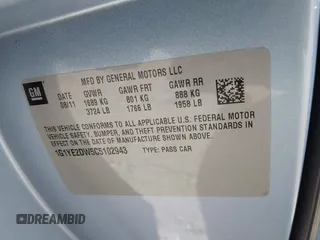 GM
MFD BY GENERAL MOTORS LLC
DATE GVWR GAWR FRT GAWR RR
08/11 1689 KG 801 KG 888 KG
3724 LB 1766 LB 1958 LB
THIS VEHICLE CONFORMS TO ALL APPLICABLE
U.S. FEDERAL MOTOR VEHICLE SAFETY, BUMPER, AND THEFT PREVENTION
STANDARDS IN EFFECT ON THE DATE OF MANUFACTURE SHOWN ABOVE.
1G1YE2DW5C5102943 TYPE: PASS CAR
DREAMBID